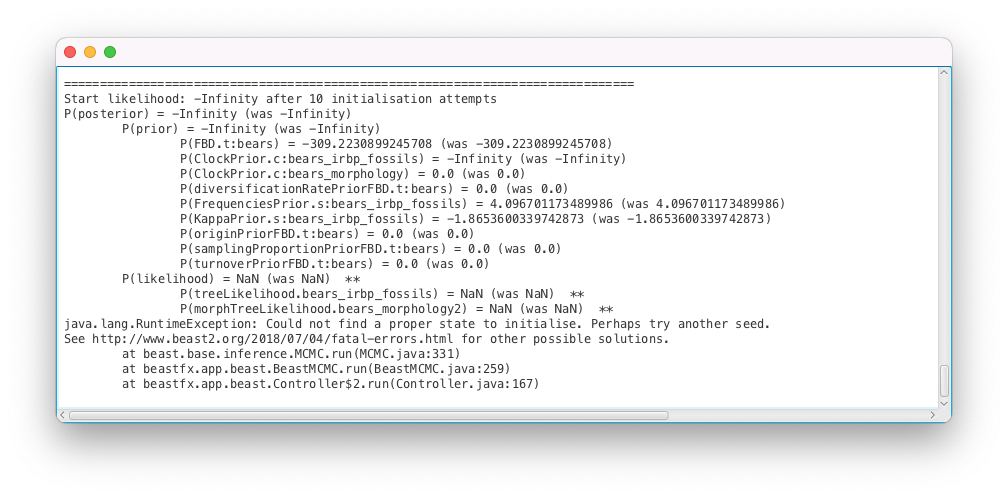 ===============================================================================
Start likelihood: -Infinity after 10 initialisation attempts
P(posterior) = -Infinity (was -Infinity)
P(prior) = -Infinity (was -Infinity)
P(FBD.t:bears) = -309.2230899245708 (was -309.2230899245708)
P(ClockPrior.c:bears_irbp_fossils) = -Infinity (was -Infinity)
P(ClockPrior.c:bears_morphology) = 0.0 (was 0.0)
P(diversificationRatePriorFBD.t:bears) = 0.0 (was 0.0)
P(FrequenciesPrior.s:bears_irbp_fossils) = 4.096701173489986 (was 4.096701173489986)
P(KappaPrior.s:bears_irbp_fossils) = -1.8653600339742873 (was -1.8653600339742873)
P(originPriorFBD.t:bears) = 0.0 (was 0.0)
P(samplingProportionPriorFBD.t:bears) = 0.0 (was 0.0)
P(turnoverPriorFBD.t:bears) = 0.0 (was 0.0)
P(likelihood) = NaN (was NaN)  **
P(treeLikelihood.bears_irbp_fossils) = NaN (was NaN)  **
P(morphTreeLikelihood.bears_morphology2) = NaN (was NaN)  **
java.lang.RuntimeException: Could not find a proper state to initialise. Perhaps try another seed.
See http://www.beast2.org/2018/07/04/fatal-errors.html for other possible solutions.
at beast.base.inference.MCMC.run(MCMC.java:331)
at beastfx.app.beast.BeastMCMC.run(BeastMCMC.java:259)
at beastfx.app.beast.Controller$2.run(Controller.java:167)